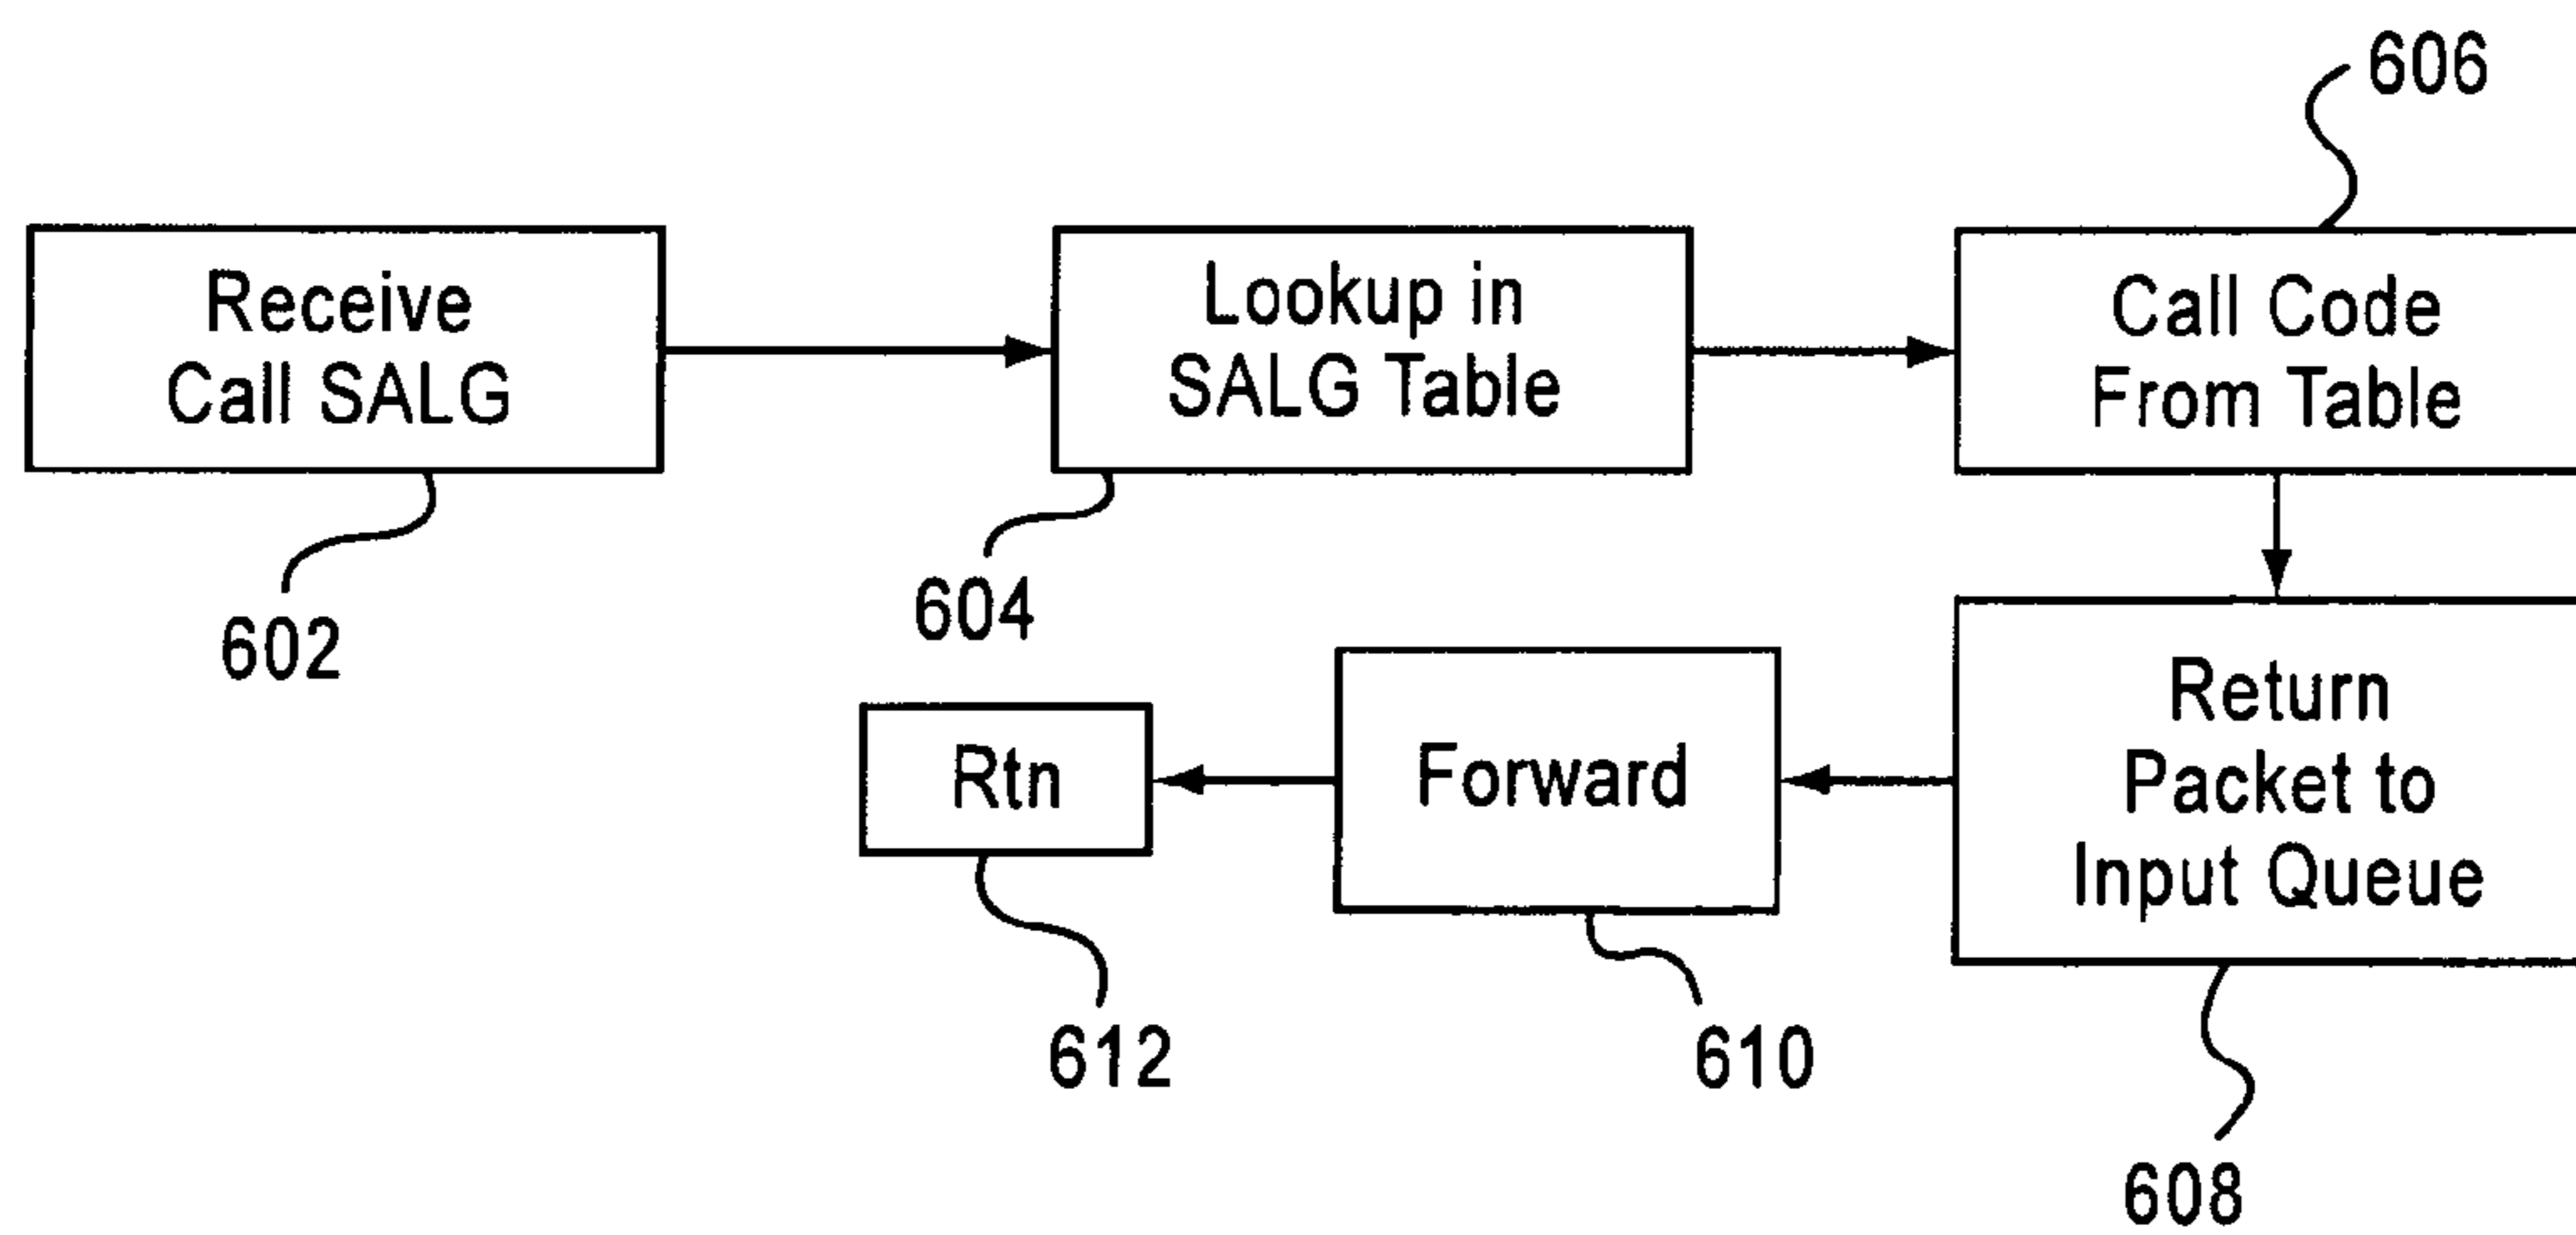 606
Receive
Call SALG
Lookup in
SALG Table
Call Code
From Table
602
604
Return
Packet to
Input Queue
Forward
Rtn
612
610
608